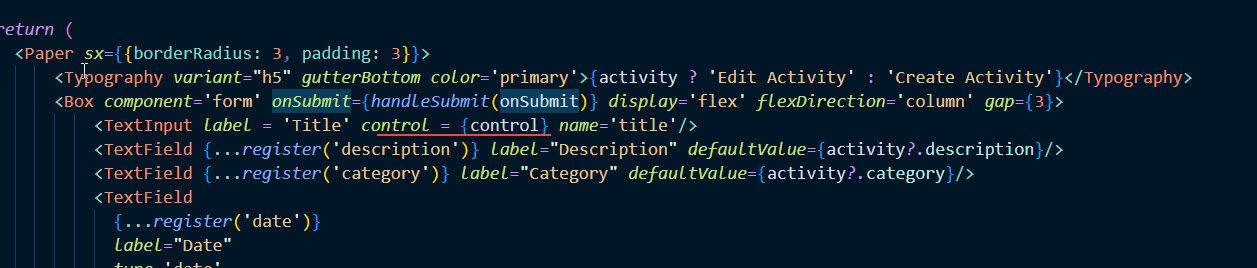 return (
<Paper sx={{borderRadius: 3, padding: 3}}>
<Typography variant="h5" gutterBottom color='primary'>{activity ? 'Edit Activity' : 'Create Activity'}</Typography>
<Box component='form' onSubmit={handleSubmit(onSubmit)} display='flex' flexDirection='column' gap={3}>
<TextInput label = 'Title' control = {control} name='title'/>
<TextField {...register('description')} label="Description" defaultValue={activity?.description}/>
<TextField {...register('category')} label="Category" defaultValue={activity?.category}/>
<TextField
{...register('date')}
label="Date"
type='date'